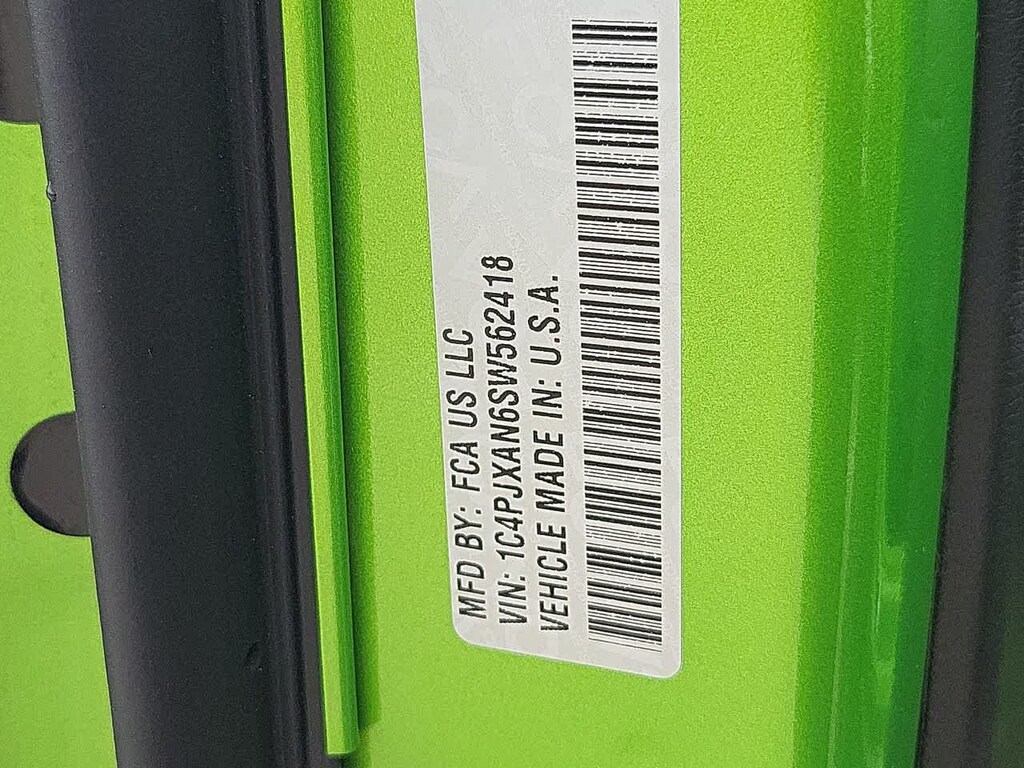 MFD BY: FCA US LLC
VIN: 1C4PJXAN6SW562418
VEHICLE MADE IN: U.S.A.